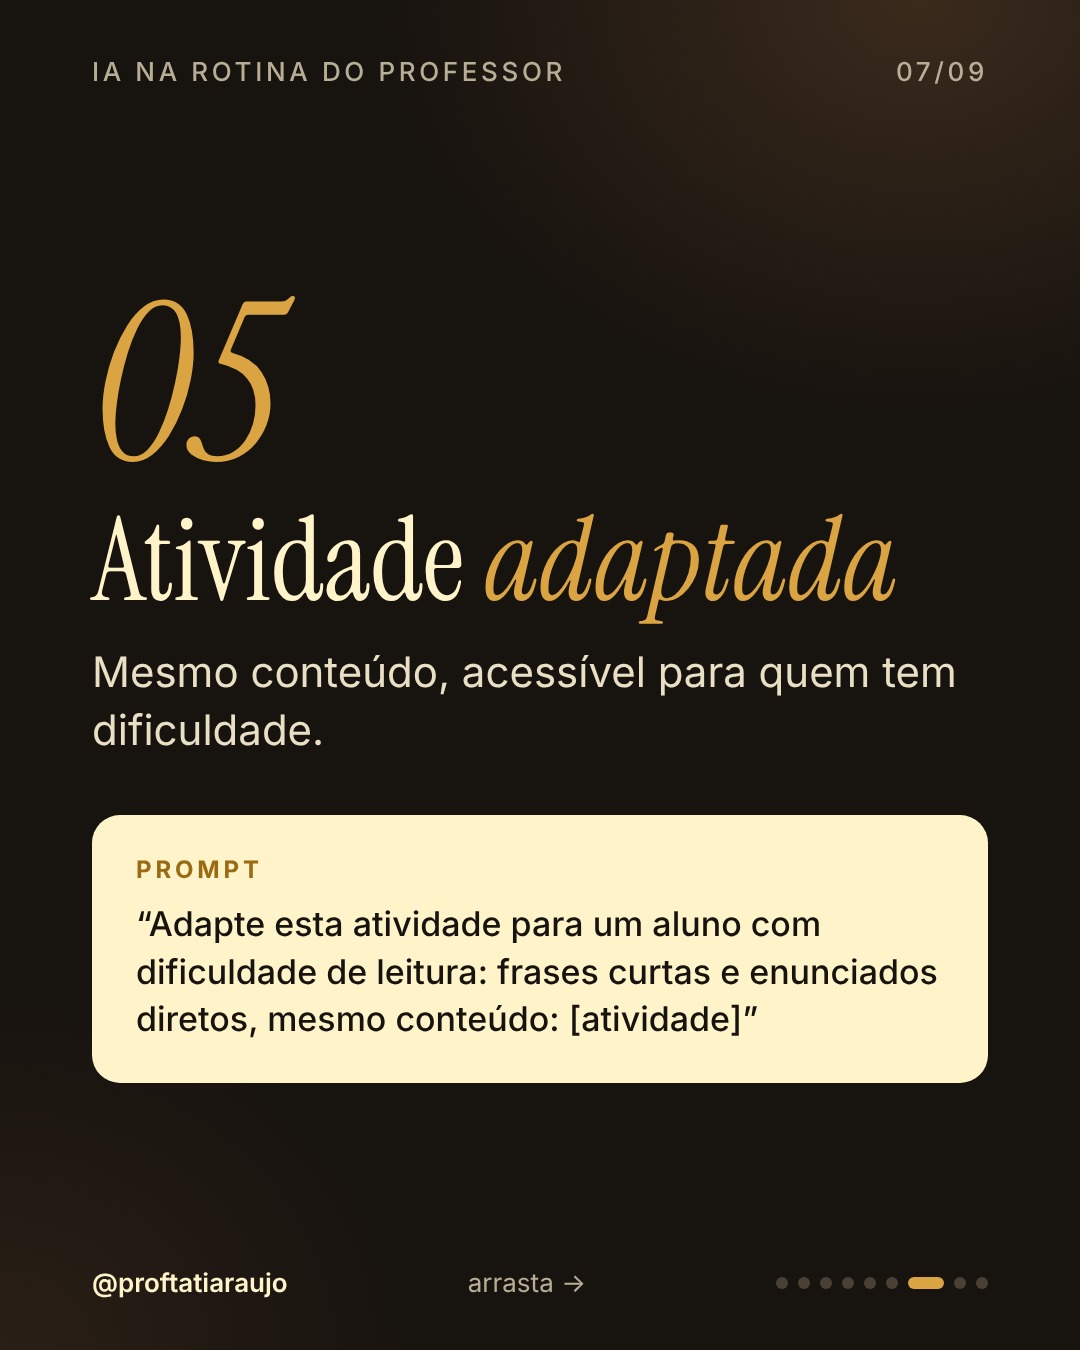 IA NA ROTINA DO PROFESSOR
07/09
05
Atividade adaptada
Mesmo conteúdo, acessível para quem tem
dificuldade.
PROMPT
“Adapte esta atividade para um aluno com
dificuldade de leitura: frases curtas e enunciados
diretos, mesmo conteúdo: [atividade]”
@proftatiaraujo
arrasta →